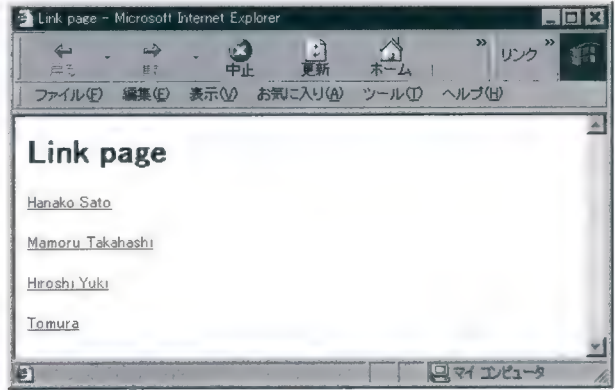 Link page - Microsoft Internet Explorer
戻る 中止 更新 ホーム » リンク »
ファイル(F) 編集(E) 表示(V) お気に入り(A) ツール(T) ヘルプ(H)
Link page
Hanako Sato
Mamoru Takahashi
Hiroshi Yuki
Tomura
マイ コンピュータ